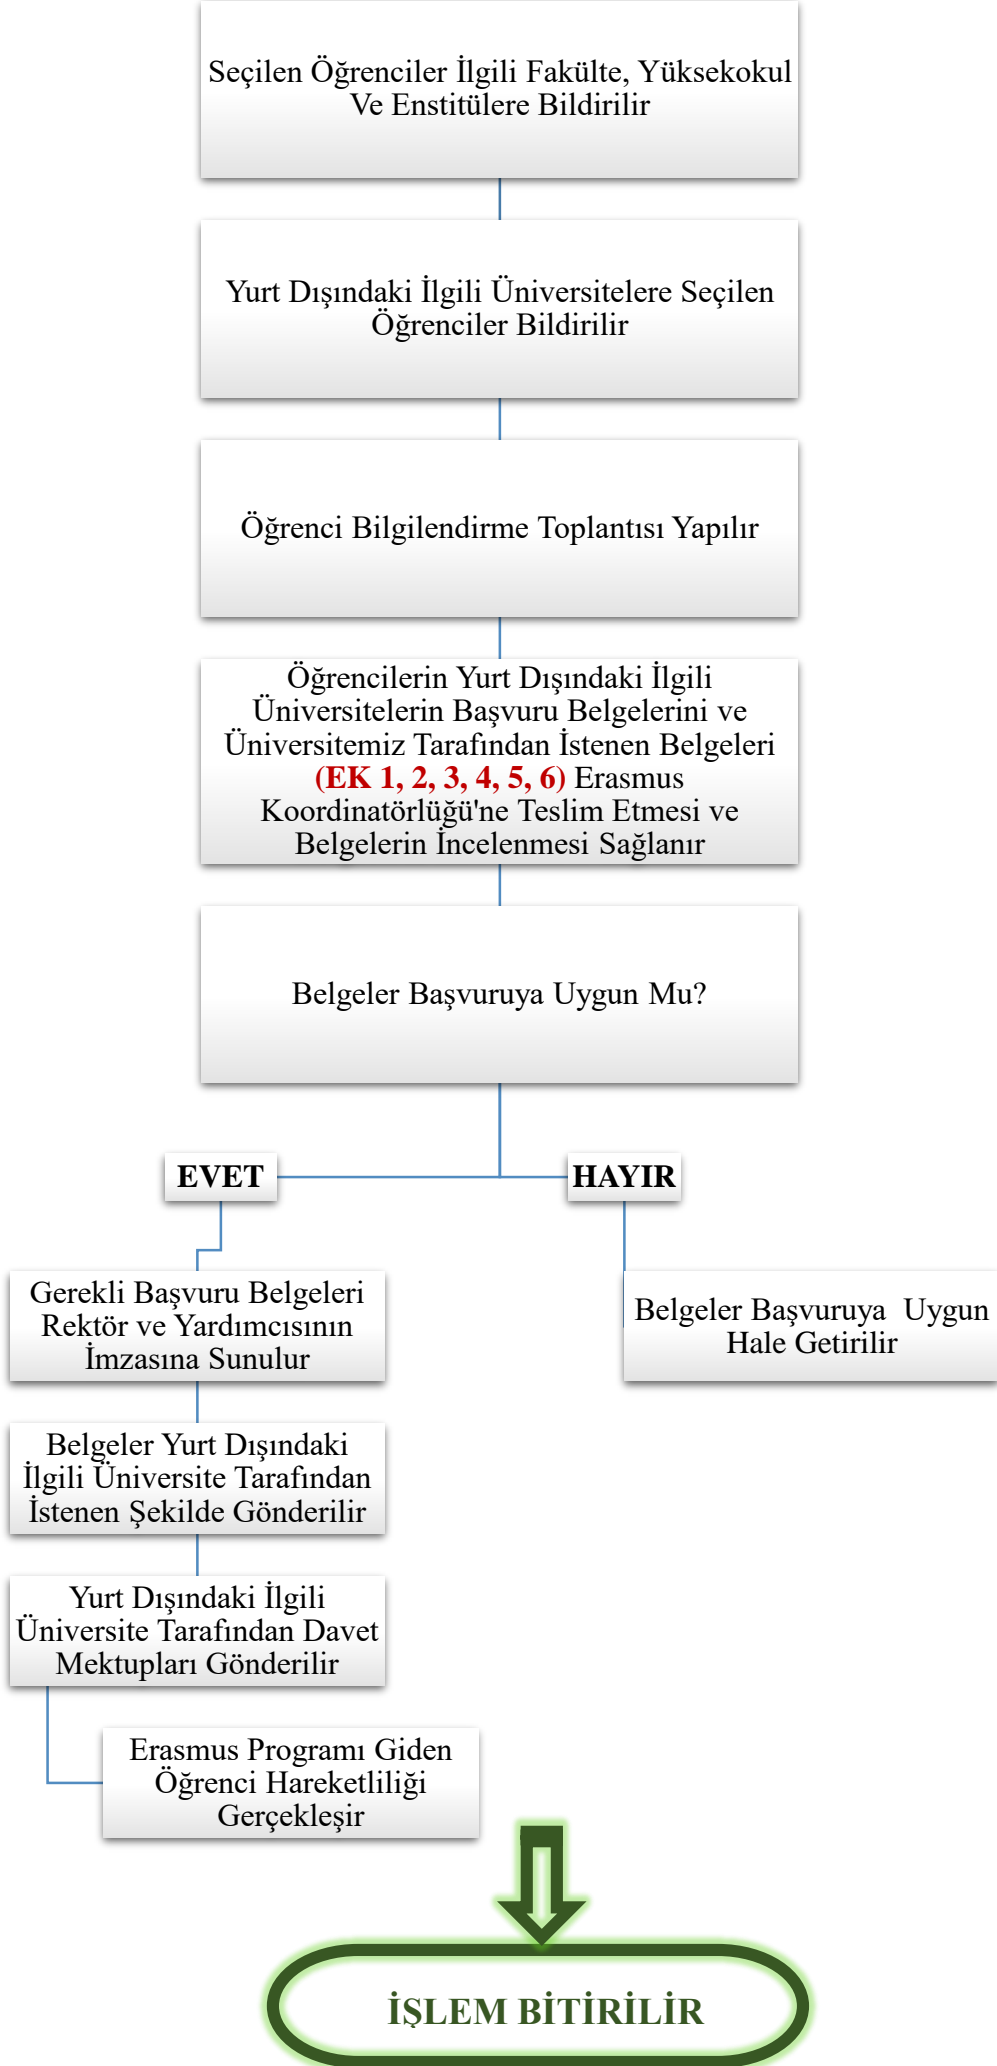 Seçilen Öğrenciler İlgili Fakülte, Yüksekokul
Ve Enstitülere Bildirilir
Yurt Dışındaki İlgili Üniversitelere Seçilen
Öğrenciler Bildirilir
Öğrenci Bilgilendirme Toplantısı Yapılır
Öğrencilerin Yurt Dışındaki İlgili
Üniversitelerin Başvuru Belgelerini ve
Üniversitemiz Tarafından İstenen Belgeleri
(EK 1, 2, 3, 4, 5, 6) Erasmus
Koordinatörlüğü'ne Teslim Etmesi ve
Belgelerin İncelenmesi Sağlanır
Belgeler Başvuruya Uygun Mu?
EVET
HAYIR
Gerekli Başvuru Belgeleri
Rektör ve Yardımcısının
İmzasına Sunulur
Belgeler Başvuruya  Uygun
Hale Getirilir
Belgeler Yurt Dışındaki
İlgili Üniversite Tarafından
İstenen Şekilde Gönderilir
Yurt Dışındaki İlgili
Üniversite Tarafından Davet
Mektupları Gönderilir
Erasmus Programı Giden
Öğrenci Hareketliliği
Gerçekleşir
İŞLEM BİTİRİLİR